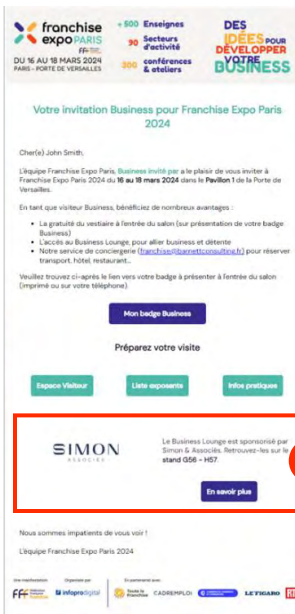 franchise
expo PARIS
FFF
DU 16 AU 18 MARS 2024
PARIS - PORTE DE VERSAILLES
+ 500 Enseignes
90 Secteurs
d'activité
200 conférences
& ateliers
DES
IDÉES POUR
DÉVELOPPER
VOTRE
BUSINESS
Votre invitation Business pour Franchise Expo Paris
2024
Cher(e) John Smith,
L'équipe Franchise Expo Paris, Business invité par a le plaisir de vous inviter à
Franchise Expo Paris 2024 du 16 au 18 mars 2024 dans le Pavillon 1 de la Porte de
Versailles.
En tant que visiteur Business, bénéficiez de nombreux avantages :
• La gratuité du vestiaire à l'entrée du salon (sur présentation de votre badge
Business)
• L'accès au Business Lounge, pour allier business et détente
• Notre service de conciergerie (franchise@barnettconsulting.fr) pour réserver
transport, hôtel, restaurant...
Veuillez trouvez ci-après le lien vers votre badge à présenter à l'entrée du salon
(imprimé ou sur votre téléphone).
Mon badge Business
Préparez votre visite
Espace Visiteur
Liste exposants
Infos pratiques
SIMON
ASSOCIÉS
Le Business Lounge est sponsorisé par
Simon & Associés. Retrouvez-les sur le
stand G56 - H57.
En savoir plus
Nous sommes impatients de vous voir !
L'équipe Franchise Expo Paris 2024
Une manifestation
Organisée par
En partenariat avec
FFF
infoprodigital
Toute la
Franchise
CADREMPLOI
LE FIGARO